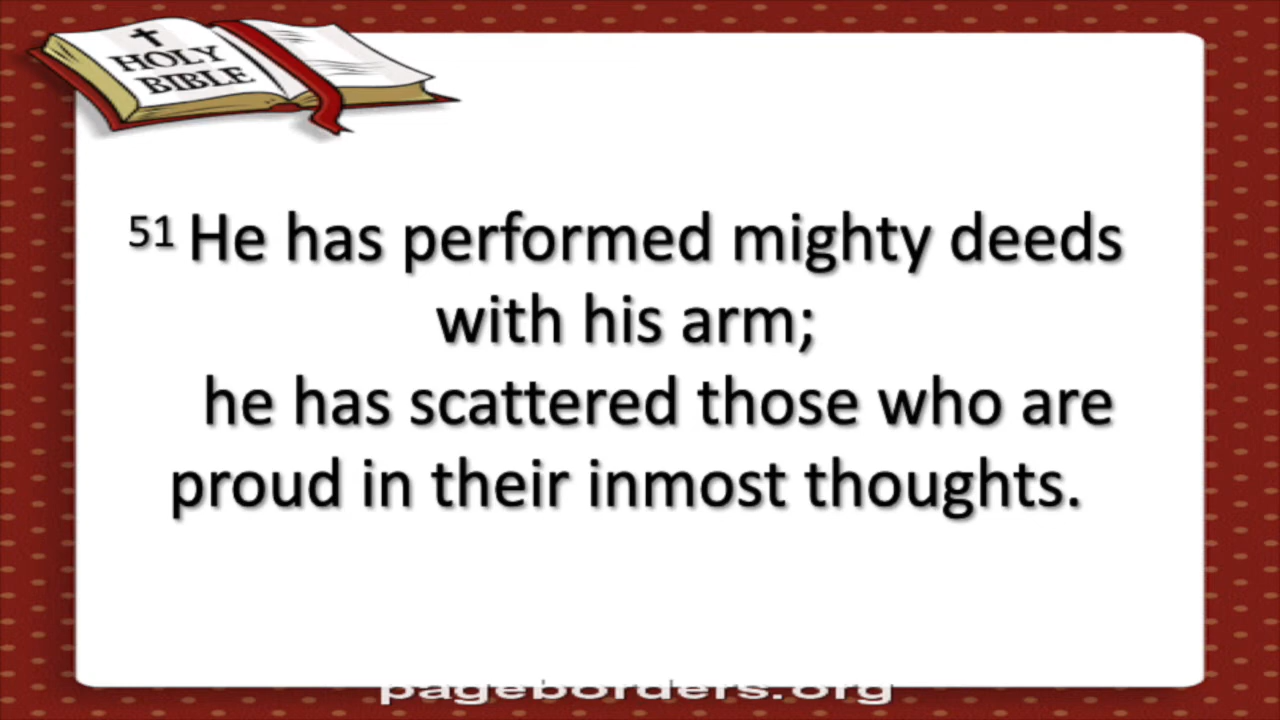 HOLY
BIBLE
51 He has performed mighty deeds
with his arm;
he has scattered those who are
proud in their inmost thoughts.
pageborders.org